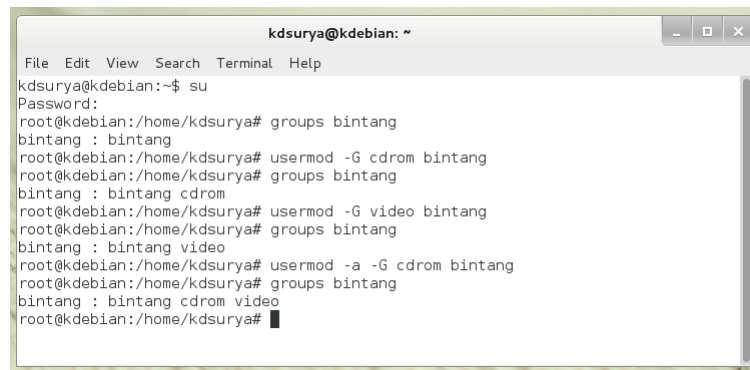 kdsurya@kdebian: ~
File Edit View Search Terminal Help
kdsurya@kdebian:~$ su
Password:
root@kdebian:/home/kdsurya# groups bintang
bintang : bintang
root@kdebian:/home/kdsurya# usermod -G cdrom bintang
root@kdebian:/home/kdsurya# groups bintang
bintang : bintang cdrom
root@kdebian:/home/kdsurya# usermod -G video bintang
root@kdebian:/home/kdsurya# groups bintang
bintang : bintang video
root@kdebian:/home/kdsurya# usermod -a -G cdrom bintang
root@kdebian:/home/kdsurya# groups bintang
bintang : bintang cdrom video
root@kdebian:/home/kdsurya#